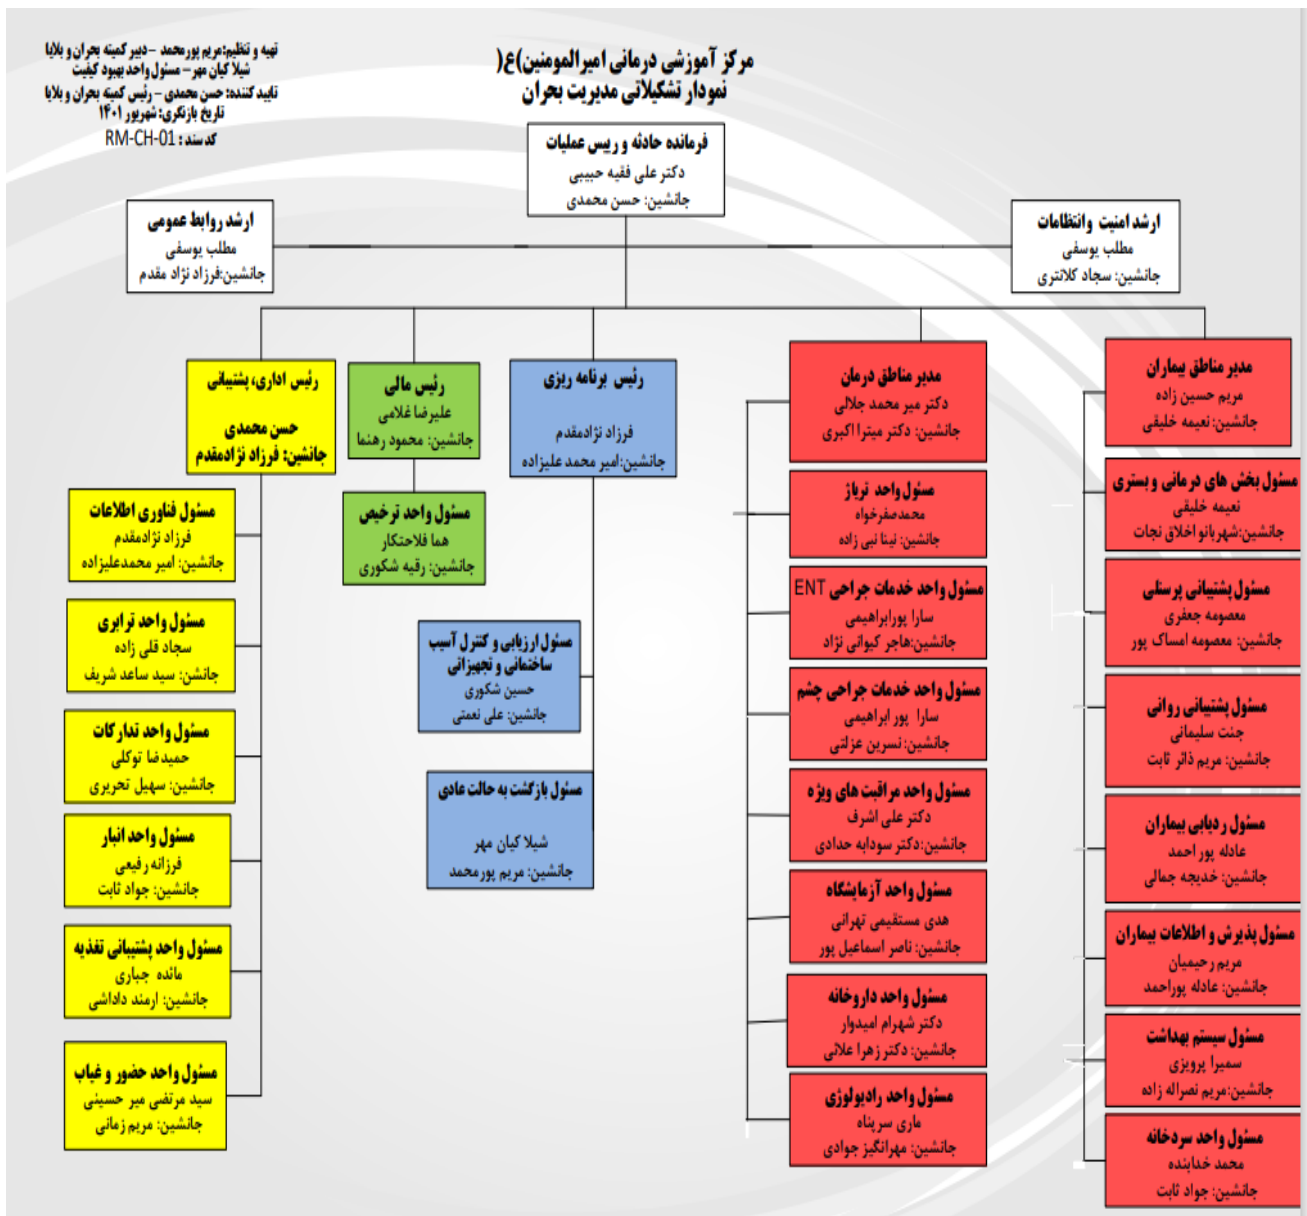 مرکز آموزشی درمانی امیرالمومنین)ع(
نمودار تشکیلاتی مدیریت بحران
تهیه و تنظیم:مریم پورمحمد –دبیر کمیته بحران و بلایا
شیلا کیان مهر – مسئول واحد بهبود کیفیت
تایید کننده: حسن محمدی – رئیس کمیته بحران و بلایا
تاریخ بازنگری: شهریور ۱۴۰۱
کد سند : RM-CH-01
فرمانده حادثه و رییس عملیات
دکتر علی فقیه حبیبی
جانشین: حسن محمدی
ارشد امنیت وانتظامات
مطلب یوسفی
جانشین: سجاد کلانتری
ارشد روابط عمومی
مطلب یوسفی
جانشین:فرزاد نژاد مقدم
مدیر مناطق بیماران
مریم حسین زاده
جانشین: نعیمه خلیقی
مسئول بخش های درمانی و بستری
نعیمه خلیقی
جانشین:شهربانو اخلاق نجات
مسئول پشتیبانی پرسنلی
معصومه جعفری
جانشین: معصومه امساک پور
مسئول پشتیبانی روانی
جنت سلیمانی
جانشین: مریم ذائر ثابت
مسئول ردیابی بیماران
عادله پور احمد
جانشین: خدیجه جمالی
مسئول پذیرش و اطلاعات بیماران
مریم رحیمیان
جانشین: عادله پوراحمد
مسئول سیستم بهداشت
سمیرا پرویزی
جانشین:مریم نصراله زاده
مسئول واحد سردخانه
محمد خدابنده
جانشین: جواد ثابت
مدیر مناطق درمان
دکتر میر محمد جلالی
جانشین: دکتر میترا اکبری
مسئول واحد تریاژ
محمدصفرخواه
جانشین: نینا نبی زاده
مسئول واحد خدمات جراحی ENT
سارا پورابراهیمی
جانشین:هاجر کیوانی نژاد
مسئول واحد خدمات جراحی چشم
سارا پور ابراهیمی
جانشین: نسرین عزلتی
مسئول واحد مراقبت های ویژه
دکتر علی اشرف
جانشین:دکتر سودابه حدادی
مسئول واحد آزمایشگاه
هدی مستقیمی تهرانی
جانشین: ناصر اسماعیل پور
مسئول واحد داروخانه
دکتر شهرام امیدوار
جانشین: دکتر زهرا علائی
مسئول واحد رادیولوژی
ماری سرپناه
جانشین: مهرانگیز جوادی
رئیس برنامه ریزی
فرزاد نژادمقدم
جانشین:امیر محمد علیزاده
مسئول ارزیابی و کنترل آسیب
ساختمانی و تجهیزاتی
حسین شکوری
جانشین: علی نعمتی
مسئول بازگشت به حالت عادی
شیلا کیان مهر
جانشین: مریم پورمحمد
رئیس مالی
علیرضا غلامی
جانشین: محمود رهنما
مسئول واحد ترخیص
هما فلاحتکار
جانشین: رقیه شکوری
رئیس اداری، پشتیبانی
حسن محمدی
جانشین: فرزاد نژادمقدم
مسئول فناوری اطلاعات
فرزاد نژادمقدم
جانشین: امیر محمدعلیزاده
مسئول واحد ترابری
سجاد قلی زاده
جانشن: سید ساعد شریف
مسئول واحد تدارکات
حمیدضا توکلی
جانشین: سهیل تحریری
مسئول واحد انبار
فرزانه رفیعی
جانشین: جواد ثابت
مسئول واحد پشتیبانی تغذیه
مائده جباری
جانشین: ارمند داداشی
مسئول واحد حضور و غیاب
سید مرتضی میر حسینی
جانشین: مریم زمانی